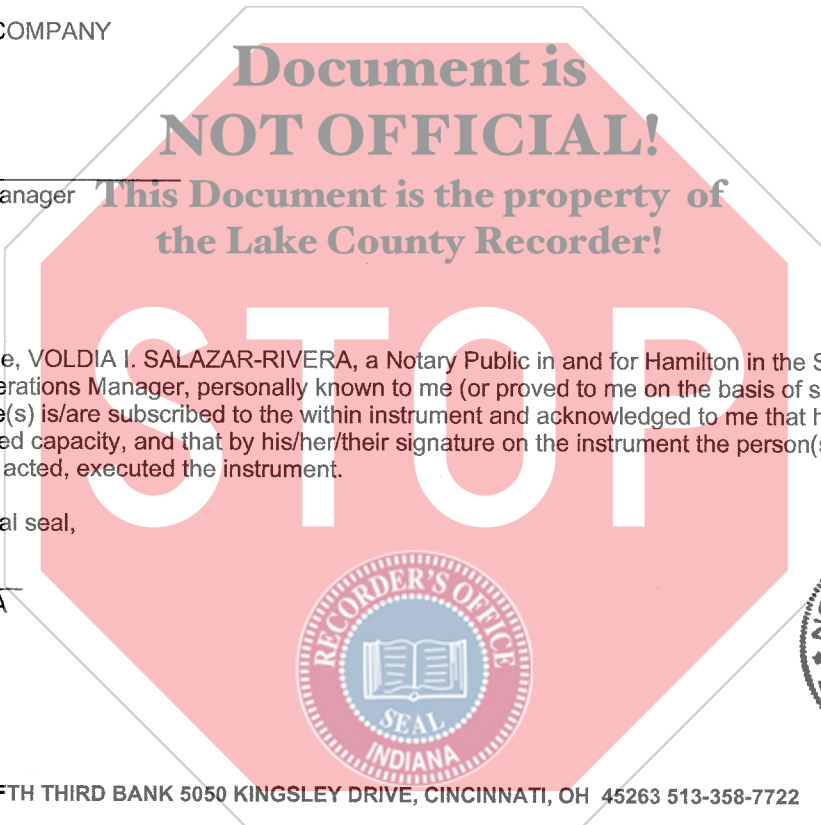 COMPANY
Document is
NOT OFFICIAL!
anager
This Document is the property of
the Lake County Recorder!
STOP
e, VOLDIA I. SALAZAR-RIVERA, a Notary Public in and for Hamilton in the S
erations Manager, personally known to me (or proved to me on the basis of s
e(s) is/are subscribed to the within instrument and acknowledged to me that h
ed capacity, and that by his/her/their signature on the instrument the person(s
acted, executed the instrument.
al seal,
A
RECORDER'S OFFICE
SEAL
INDIANA
FTH THIRD BANK 5050 KINGSLEY DRIVE, CINCINNATI, OH 45263 513-358-7722